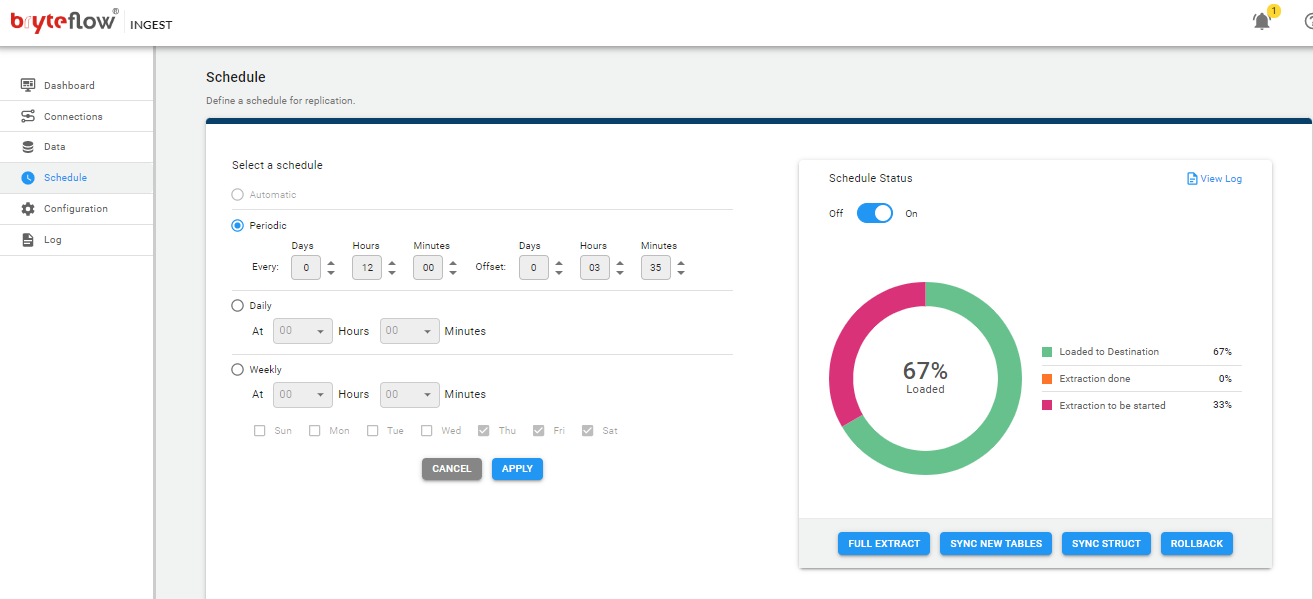 bryteflow® INGEST
1
Dashboard
Connections
Data
Schedule
Configuration
Log
Schedule
Define a schedule for replication.
Select a schedule
Automatic
Periodic
Days Hours Minutes Days Hours Minutes
Every: 0 12 00 Offset: 0 03 35
Daily
At 00 Hours 00 Minutes
Weekly
At 00 Hours 00 Minutes
Sun Mon Tue Wed Thu Fri Sat
CANCEL APPLY
Schedule Status View Log
Off On
67%
Loaded
Loaded to Destination 67%
Extraction done 0%
Extraction to be started 33%
FULL EXTRACT SYNC NEW TABLES SYNC STRUCT ROLLBACK